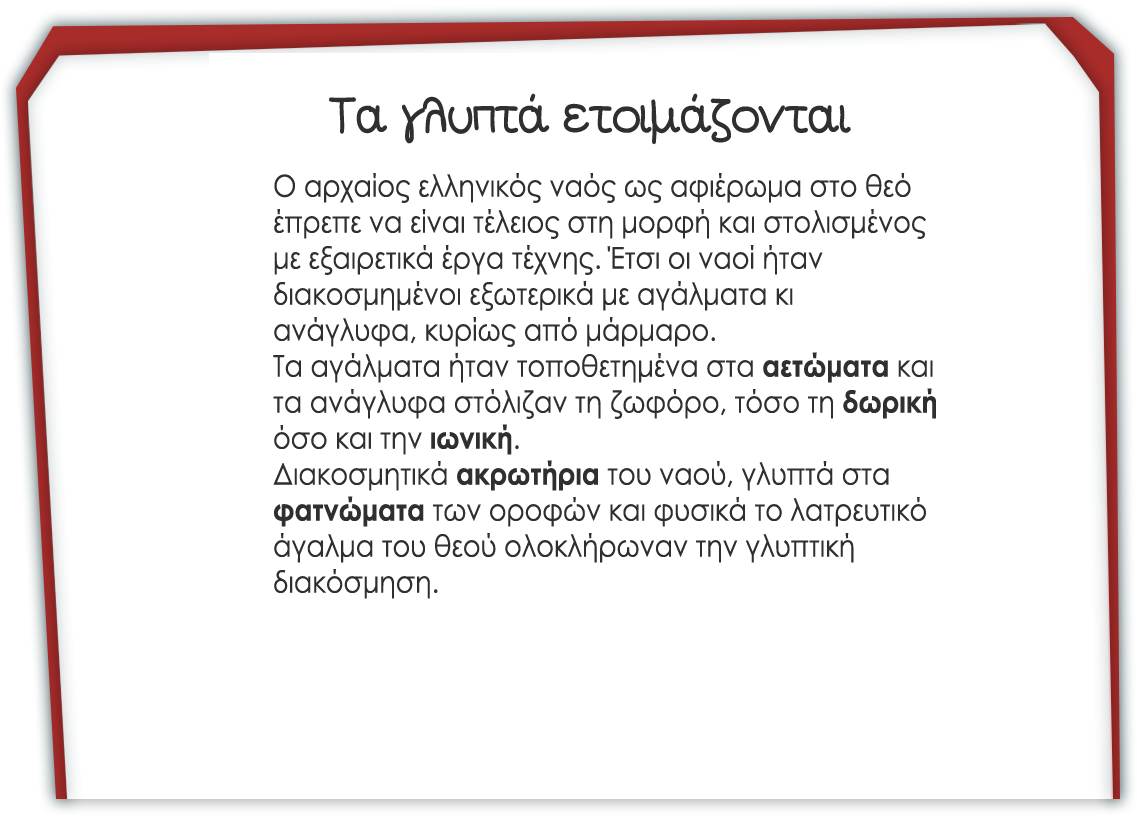 Τα γλυπτά ετοιμάζονται
Ο αρχαίος ελληνικός ναός ως αφιέρωμα στο θεό
έπρεπε να είναι τέλειος στη μορφή και στολισμένος
με εξαιρετικά έργα τέχνης. Έτσι οι ναοί ήταν
διακοσμημένοι εξωτερικά με αγάλματα κι
ανάγλυφα, κυρίως από μάρμαρο.
Τα αγάλματα ήταν τοποθετημένα στα αετώματα και
τα ανάγλυφα στόλιζαν τη ζωφόρο, τόσο τη δωρική
όσο και την ιωνική.
Διακοσμητικά ακρωτήρια του ναού, γλυπτά στα
φατνώματα των οροφών και φυσικά το λατρευτικό
άγαλμα του θεού ολοκλήρωναν την γλυπτική
διακόσμηση.